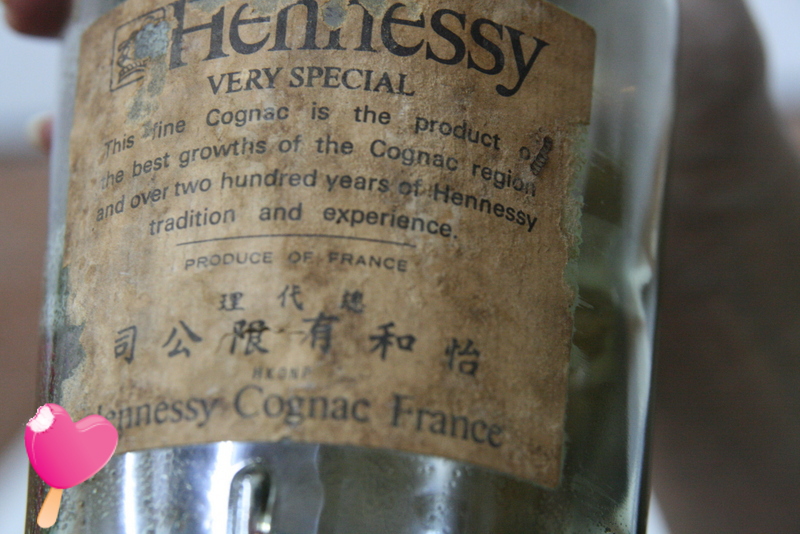 Hennessy
VERY SPECIAL
This fine Cognac is the product of
the best growths of the Cognac region
and over two hundred years of Hennessy
tradition and experience.
PRODUCE OF FRANCE
總代理
怡和有限公司
Hennessy Cognac France